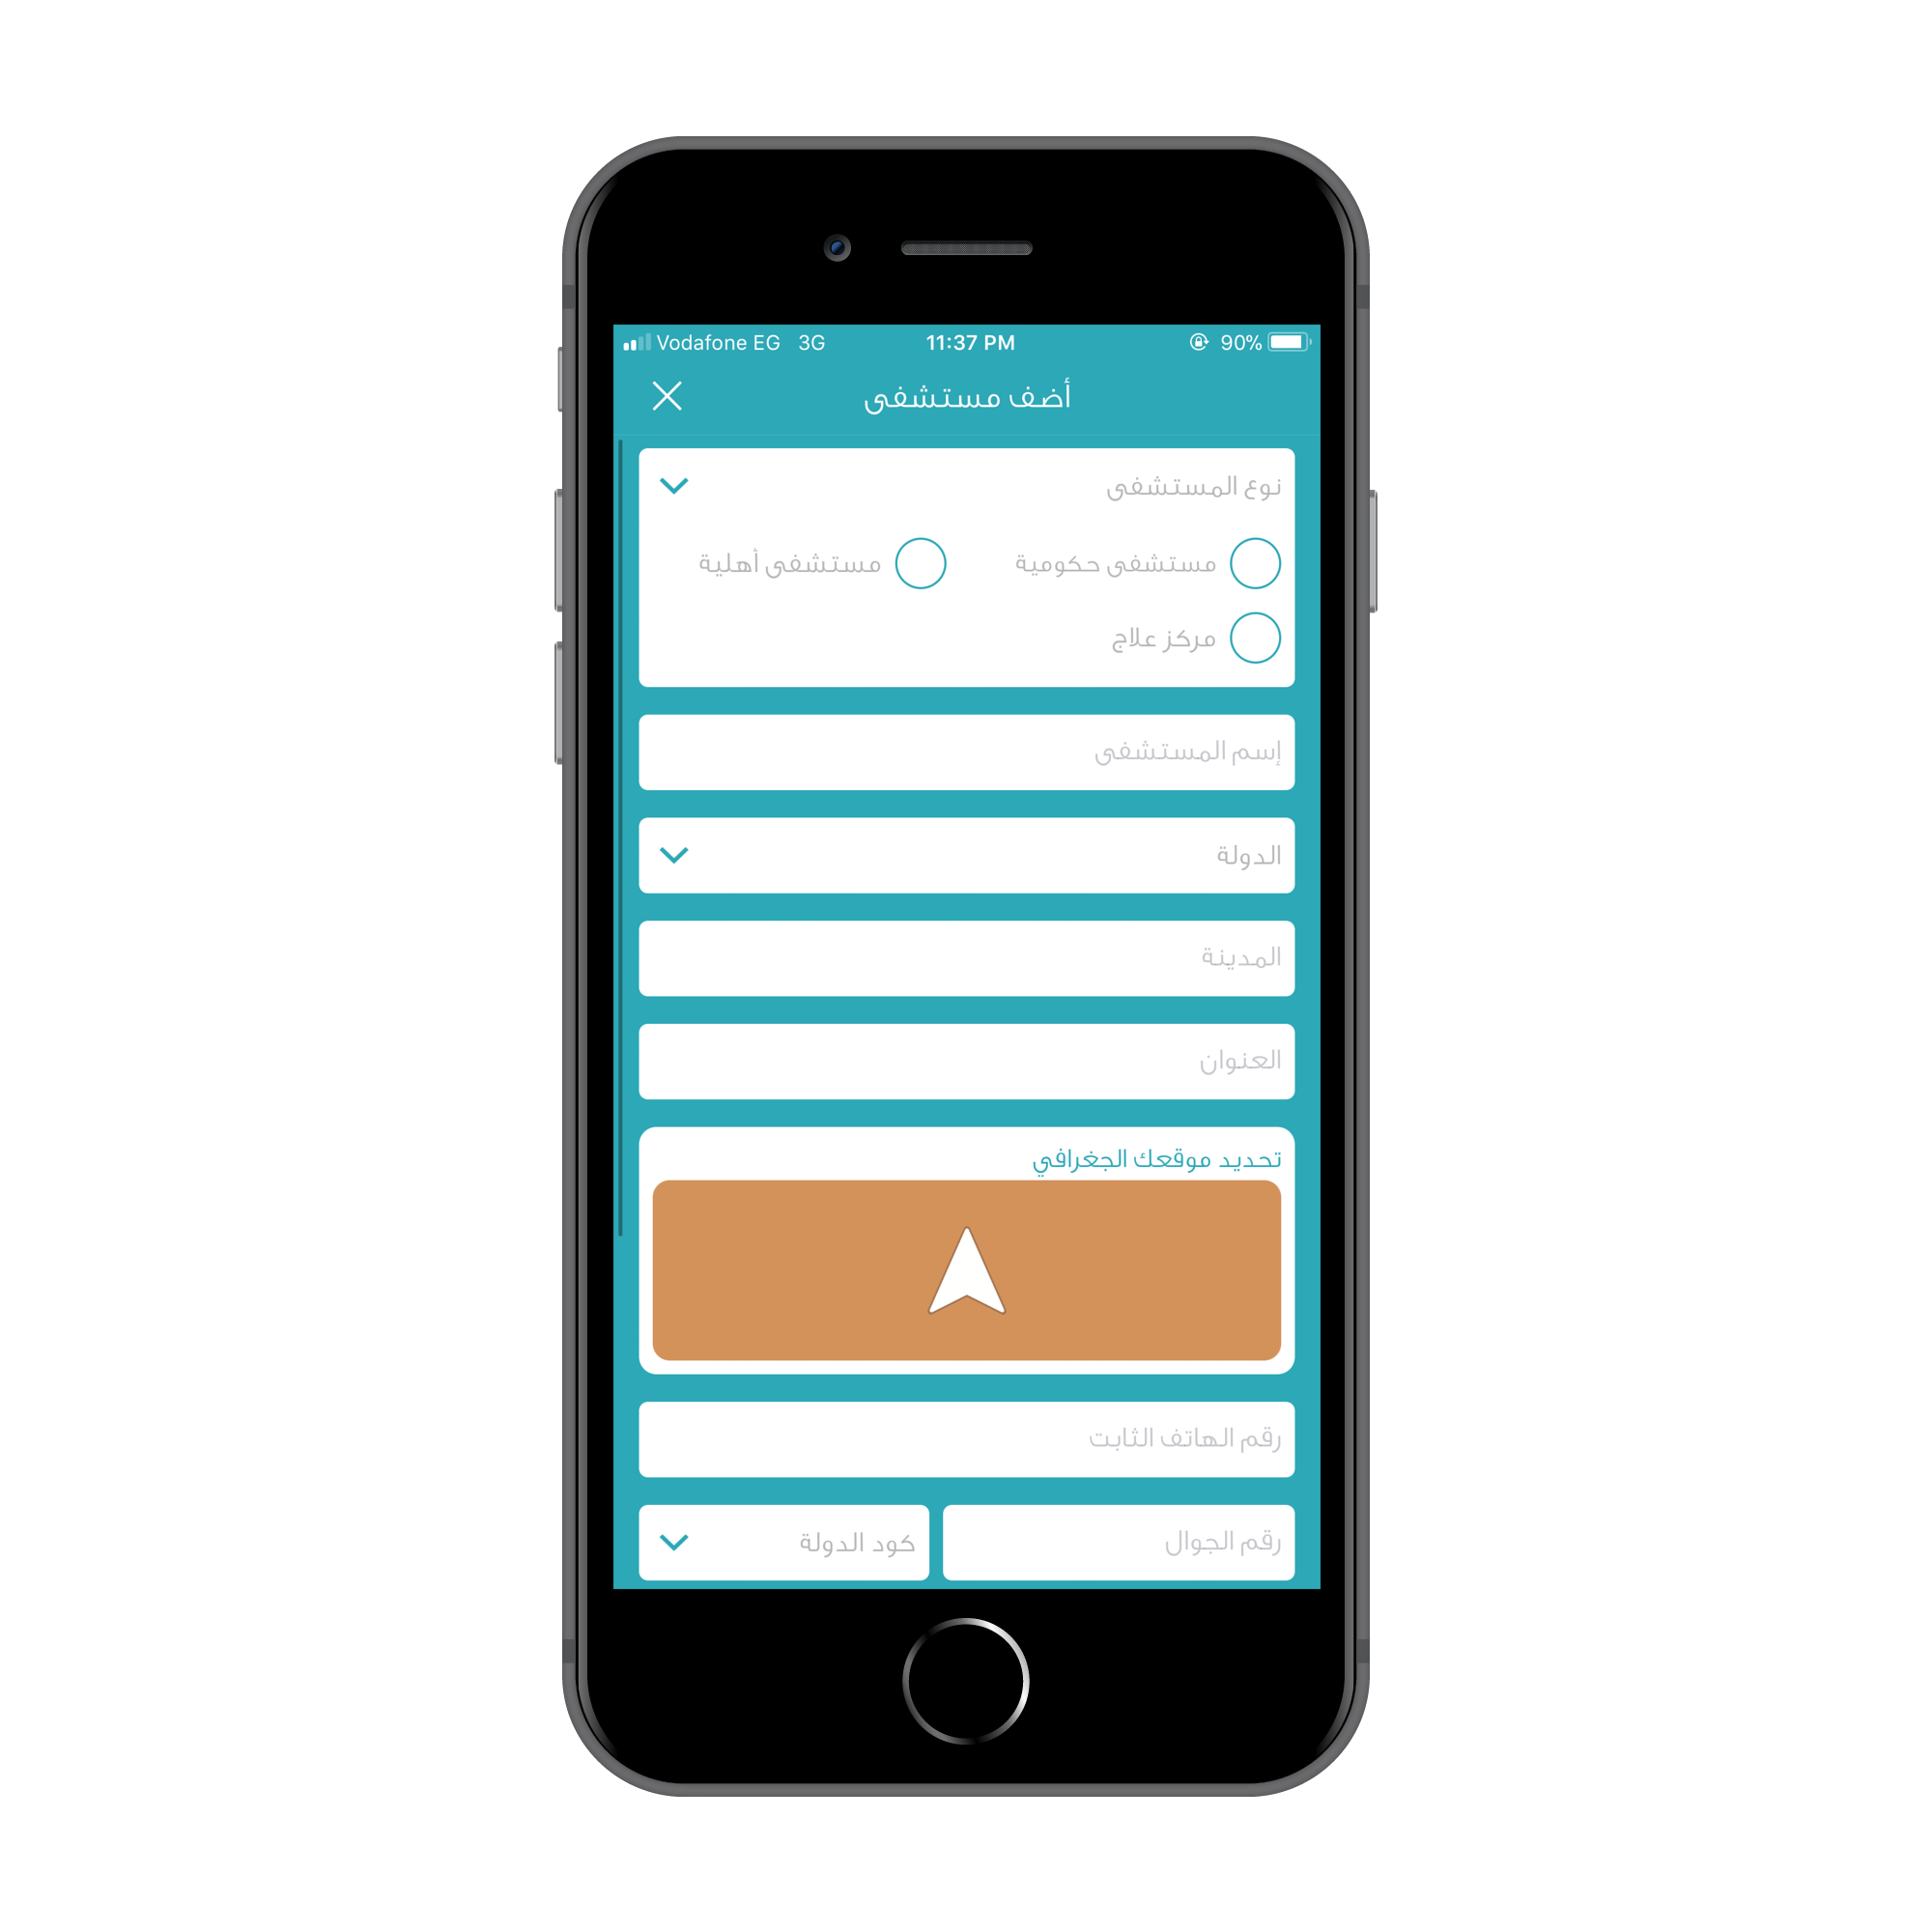 Vodafone EG 3G 11:37 PM 90%
أضف مستشفى
نوع المستشفى
مستشفى حكومية مستشفى أهلية
مركز علاج
إسم المستشفى
الدولة
المدينة
العنوان
تحديد موقعك الجغرافي
رقم الهاتف الثابت
رقم الجوال كود الدولة